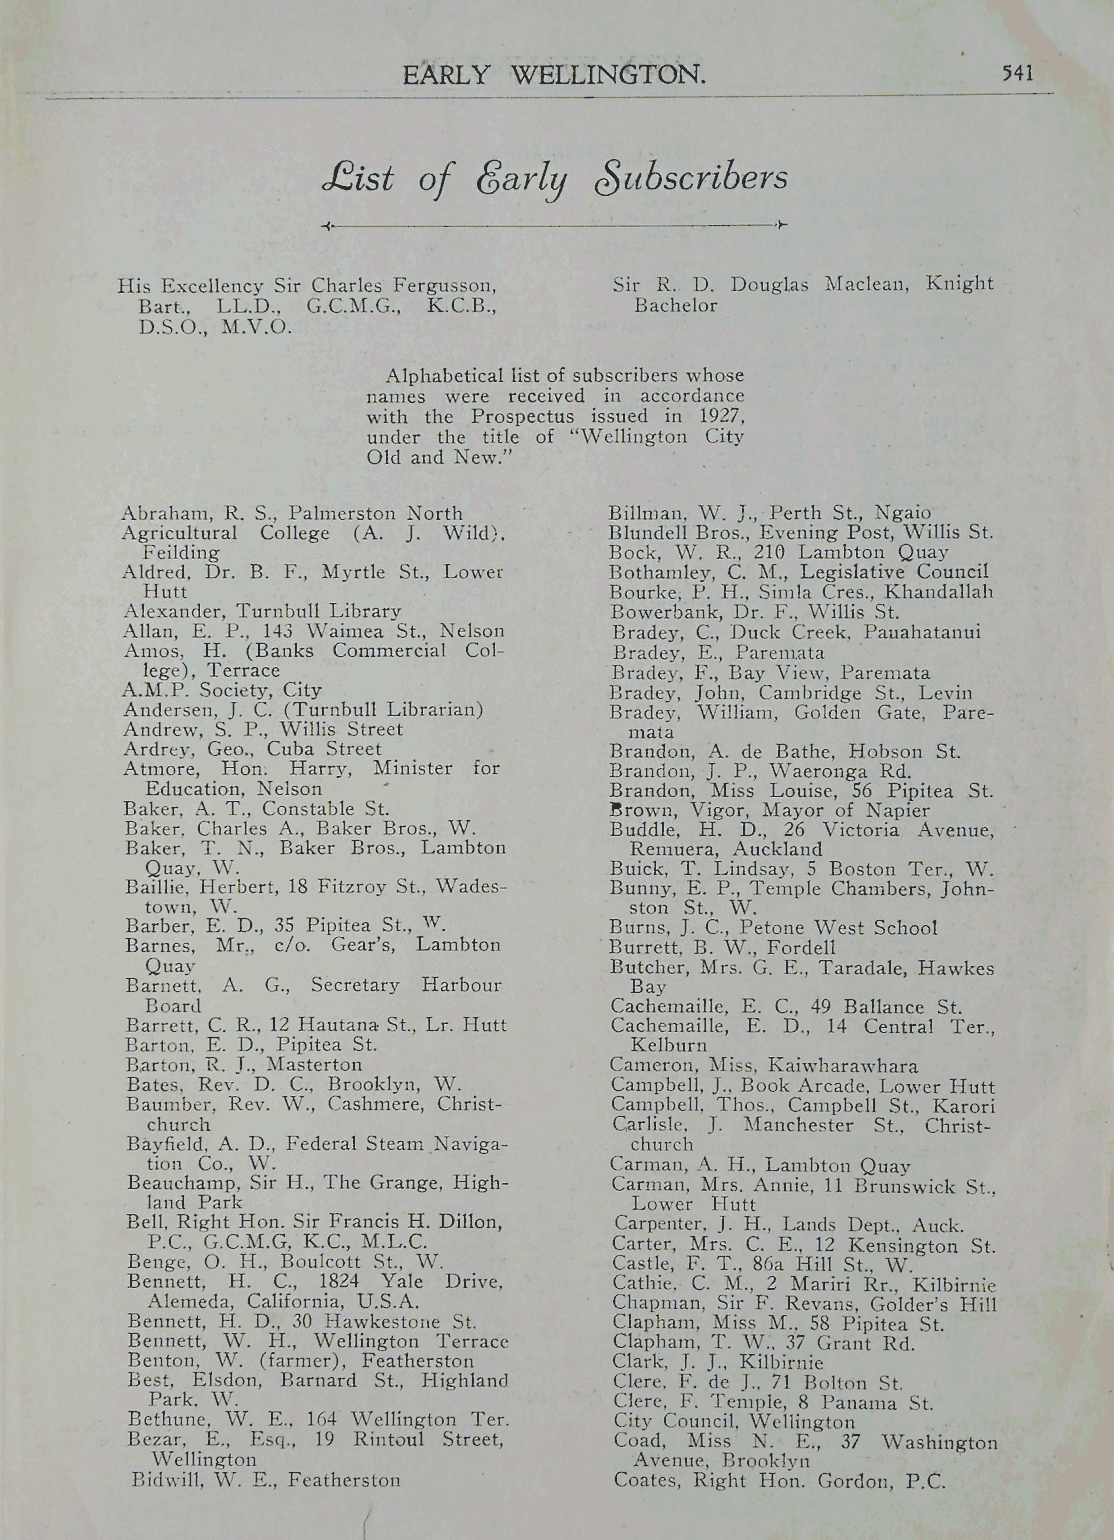 EARLY WELLINGTON.
541
List of Early Subscribers
His Excellency Sir Charles Fergusson,
Bart., LL.D., G.C.M.G., K.C.B.,
D.S.O., M.V.O.
Sir R. D. Douglas Maclean, Knight
Bachelor
Alphabetical list of subscribers whose
names were received in accordance
with the Prospectus issued in 1927,
under the title of “Wellington City
Old and New.”
Abraham, R. S., Palmerston North
Agricultural College (A. J. Wild),
Feilding
Aldred, Dr. B. F., Myrtle St., Lower
Hutt
Alexander, Turnbull Library
Allan, E. P., 143 Waimea St., Nelson
Amos, H. (Banks Commercial Col-
lege), Terrace
A.M.P. Society, City
Andersen, J. C. (Turnbull Librarian)
Andrew, S. P., Willis Street
Ardrey, Geo., Cuba Street
Atmore, Hon. Harry, Minister for
Education, Nelson
Baker, A. T., Constable St.
Baker, Charles A., Baker Bros., W.
Baker, T. N., Baker Bros., Lambton
Quay, W.
Baillie, Herbert, 18 Fitzroy St., Wades-
town, W.
Barber, E. D., 35 Pipitea St., W.
Barnes, Mr., c/o. Gear's, Lambton
Quay
Barnett, A. G., Secretary Harbour
Board
Barrett, C. R., 12 Hautana St., Lr. Hutt
Barton, E. D., Pipitea St.
Barton, R. J., Masterton
Bates, Rev. D. C., Brooklyn, W.
Baumber, Rev. W., Cashmere, Christ-
church
Bayfield, A. D., Federal Steam Naviga-
tion Co., W.
Beauchamp, Sir H., The Grange, High-
land Park
Bell, Right Hon. Sir Francis H. Dillon,
P.C., G.C.M.G, K.C., M.L.C.
Benge, O. H., Boulcott St., W.
Bennett, H. C., 1824 Yale Drive,
Alemeda, California, U.S.A.
Bennett, H. D., 30 Hawkestone St.
Bennett, W. H., Wellington Terrace
Benton, W. (farmer), Featherston
Best, Elsdon, Barnard St., Highland
Park, W.
Bethune, W. E., 164 Wellington Ter.
Bezar, E., Esq., 19 Rintoul Street,
Wellington
Bidwill, W. E., Featherston
Billman, W. J., Perth St., Ngaio
Blundell Bros., Evening Post, Willis St.
Bock, W. R., 210 Lambton Quay
Bothamley, C. M., Legislative Council
Bourke, P. H., Simla Cres., Khandallah
Bowerbank, Dr. F., Willis St.
Bradey, C., Duck Creek, Pauahatanui
Bradey, E., Paremata
Bradey, F., Bay View, Paremata
Bradey, John, Cambridge St., Levin
Bradey, William, Golden Gate, Pare-
mata
Brandon, A. de Bathe, Hobson St.
Brandon, J. P., Waeronga Rd.
Brandon, Miss Louise, 56 Pipitea St.
Brown, Vigor, Mayor of Napier
Buddle, H. D., 26 Victoria Avenue,
Remuera, Auckland
Buick, T. Lindsay, 5 Boston Ter., W.
Bunny, E. P., Temple Chambers, John-
ston St., W.
Burns, J. C., Petone West School
Burrett, B. W., Fordell
Butcher, Mrs. G. E., Taradale, Hawkes
Bay
Cachemaille, E. C., 49 Ballance St.
Cachemaille, E. D., 14 Central Ter.,
Kelburn
Cameron, Miss, Kaiwharawhara
Campbell, J., Book Arcade, Lower Hutt
Campbell, Thos., Campbell St., Karori
Carlisle, J. Manchester St., Christ-
church
Carman, A. H., Lambton Quay
Carman, Mrs. Annie, 11 Brunswick St.,
Lower Hutt
Carpenter, J. H., Lands Dept., Auck.
Carter, Mrs. C. E., 12 Kensington St.
Castle, F. T., 86a Hill St., W.
Cathie, C. M., 2 Mariri Rr., Kilbirnie
Chapman, Sir F. Revans, Golder's Hill
Clapham, Miss M., 58 Pipitea St.
Clapham, T. W., 37 Grant Rd.
Clark, J. J., Kilbirnie
Clere, F. de J., 71 Bolton St.
Clere, F. Temple, 8 Panama St.
City Council, Wellington
Coad, Miss N. E., 37 Washington
Avenue, Brooklyn
Coates, Right Hon. Gordon, P.C.